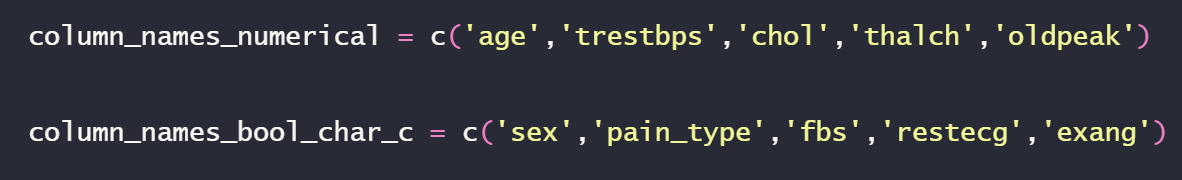 column_names_numerical = c('age','trestbps','chol','thalch','oldpeak')
column_names_bool_char_c = c('sex','pain_type','fbs','restecg','exang')